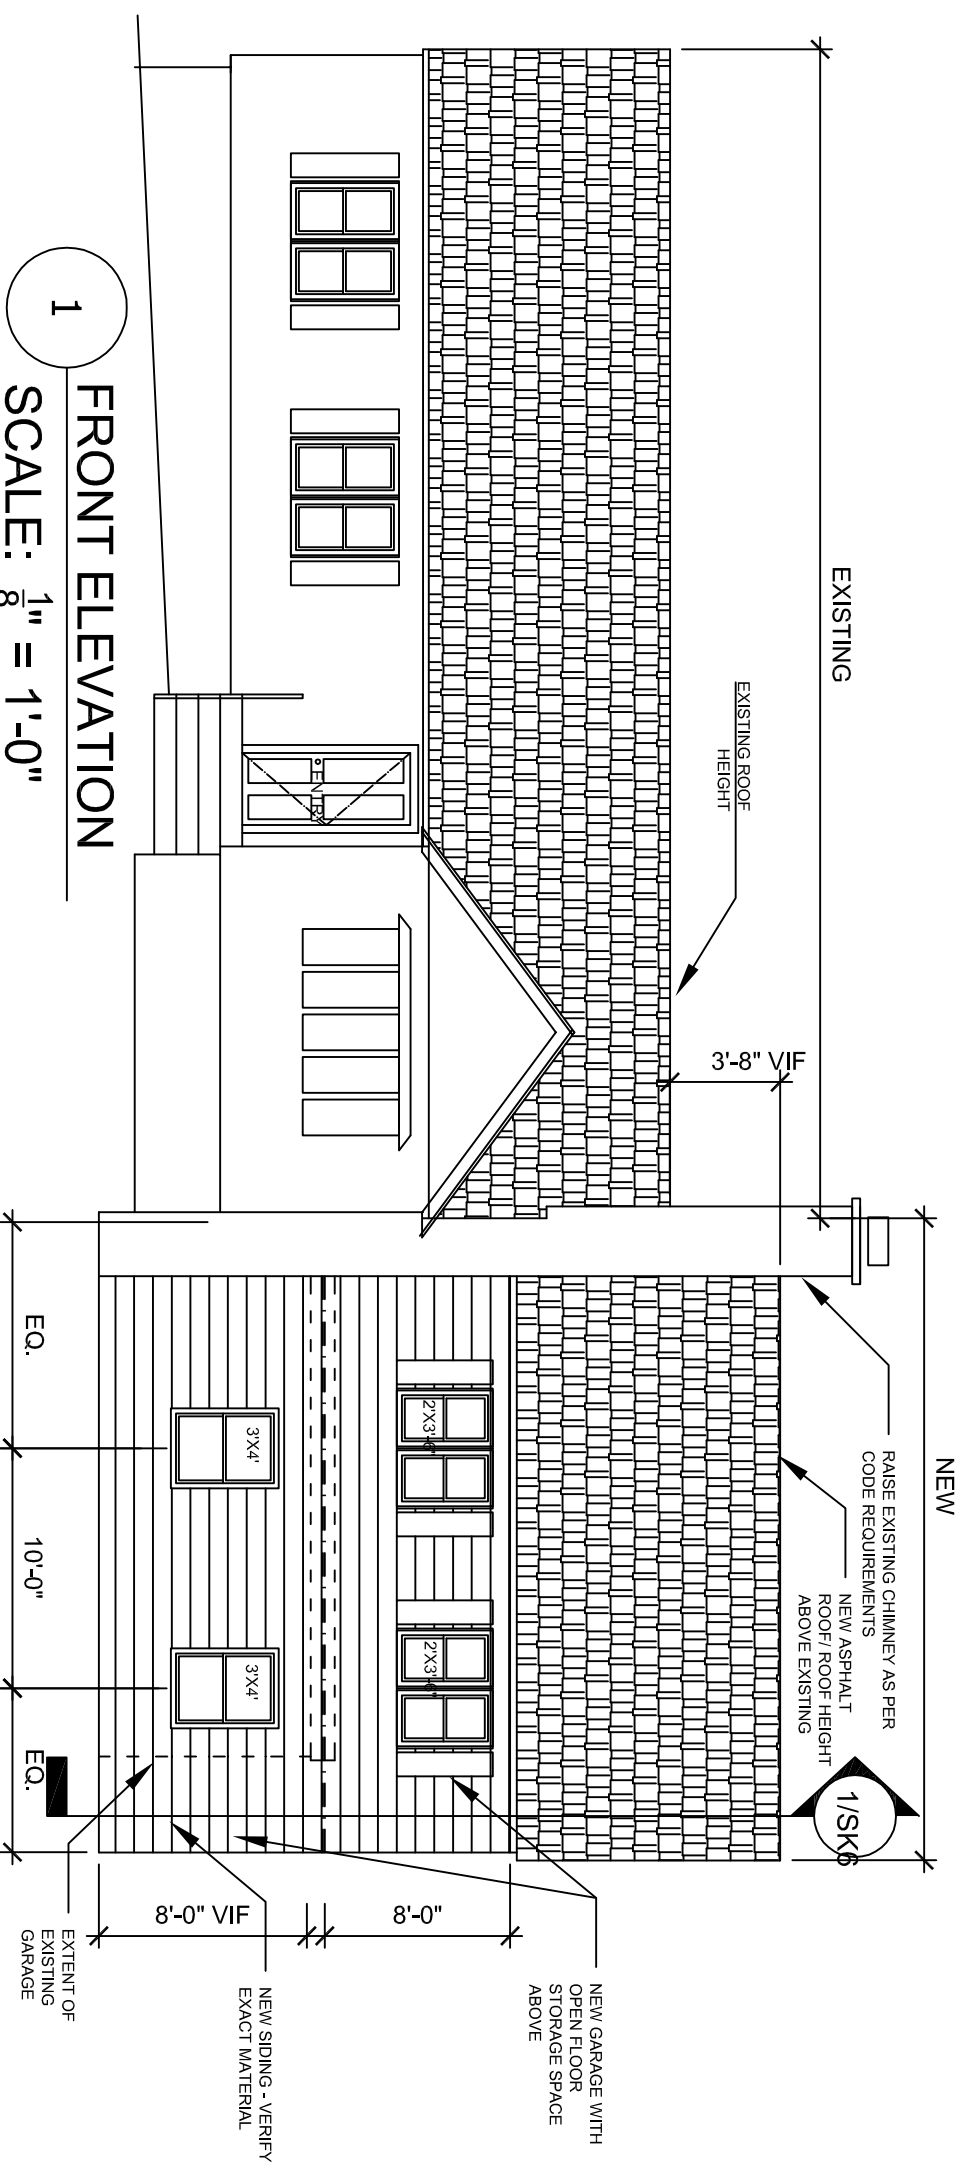 EXISTING
NEW
EXISTING ROOF
HEIGHT
3'-8" VIF
RAISE EXISTING CHIMNEY AS PER
CODE REQUIREMENTS
NEW ASPHALT
ROOF/ ROOF HEIGHT
ABOVE EXISTING
1/SK6
ENTRY
2'X3'-6"
2'X3'-6"
3'X4'
3'X4'
8'-0"
8'-0" VIF
NEW GARAGE WITH
OPEN FLOOR
STORAGE SPACE
ABOVE
NEW SIDING - VERIFY
EXACT MATERIAL
EXTENT OF
EXISTING
GARAGE
EQ.
10'-0"
EQ.
1
FRONT ELEVATION
SCALE: 1/8" = 1'-0"